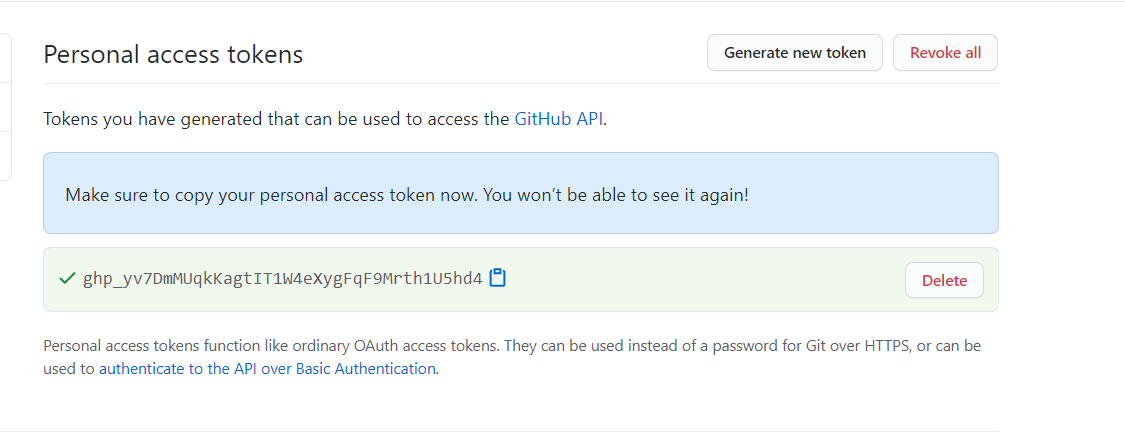 Personal access tokens
Generate new token
Revoke all
Tokens you have generated that can be used to access the GitHub API.
Make sure to copy your personal access token now. You won’t be able to see it again!
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
Delete
Personal access tokens function like ordinary OAuth access tokens. They can be used instead of a password for Git over HTTPS, or can be
used to authenticate to the API over Basic Authentication.